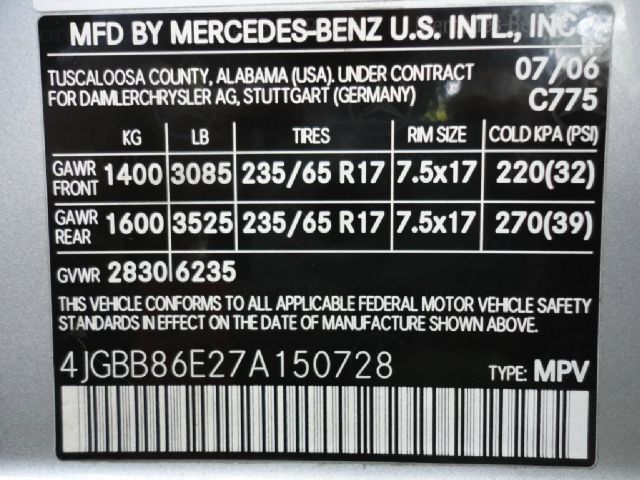 MFD BY MERCEDES-BENZ U.S. INTL., INC.
TUSCALOOSA COUNTY, ALABAMA (USA). UNDER CONTRACT 07/06
FOR DAIMLERCHRYSLER AG, STUTTGART (GERMANY) C775
KG LB TIRES RIM SIZE COLD KPA (PSI)
GAWR FRONT 1400 3085 235/65 R17 7.5x17 220(32)
GAWR REAR 1600 3525 235/65 R17 7.5x17 270(39)
GVWR 2830 6235
THIS VEHICLE CONFORMS TO ALL APPLICABLE FEDERAL MOTOR VEHICLE SAFETY
STANDARDS IN EFFECT ON THE DATE OF MANUFACTURE SHOWN ABOVE.
4JGBB86E27A150728 TYPE: MPV